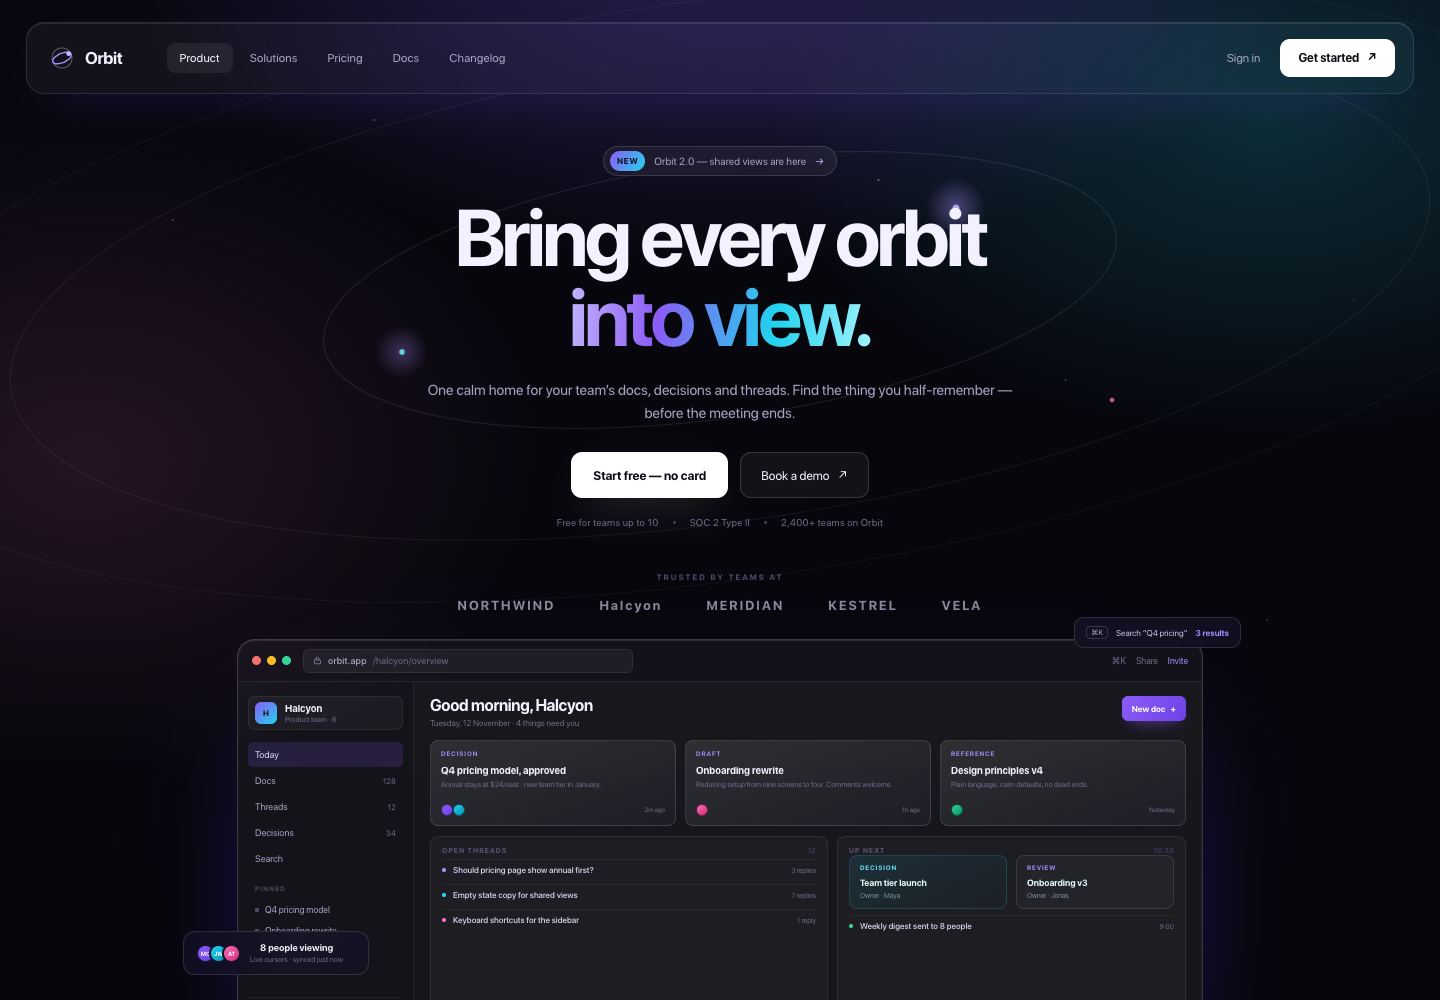 Orbit
Product
Solutions
Pricing
Docs
Changelog
Sign in
Get started ↗
NEW Orbit 2.0 — shared views are here →
Bring every orbit
into view.
One calm home for your team’s docs, decisions and threads. Find the thing you half-remember —
before the meeting ends.
Start free — no card
Book a demo ↗
Free for teams up to 10 • SOC 2 Type II • 2,400+ teams on Orbit
TRUSTED BY TEAMS AT
NORTHWIND
Halcyon
MERIDIAN
KESTREL
VELA
⌘K Search “Q4 pricing” 3 results
orbit.app /halcyon/overview
⌘K Share Invite
H
Halcyon
Product team · 8
Today
Docs 128
Threads 12
Decisions 34
Search
PINNED
Q4 pricing model
Onboarding rewrite
MC JW AT
8 people viewing
Live cursors · synced just now
Good morning, Halcyon
Tuesday, 12 November · 4 things need you
New doc +
DECISION
Q4 pricing model, approved
Annual stays at $24/seat · new team tier in January.
2m ago
DRAFT
Onboarding rewrite
Reducing setup from nine screens to four. Comments welcome.
1h ago
REFERENCE
Design principles v4
Plain language, calm defaults, no dead ends.
Yesterday
OPEN THREADS 12
Should pricing page show annual first? 3 replies
Empty state copy for shared views 7 replies
Keyboard shortcuts for the sidebar 1 reply
UP NEXT 10:30
DECISION
Team tier launch
Owner · Maya
REVIEW
Onboarding v3
Owner · Jonas
Weekly digest sent to 8 people 9:00